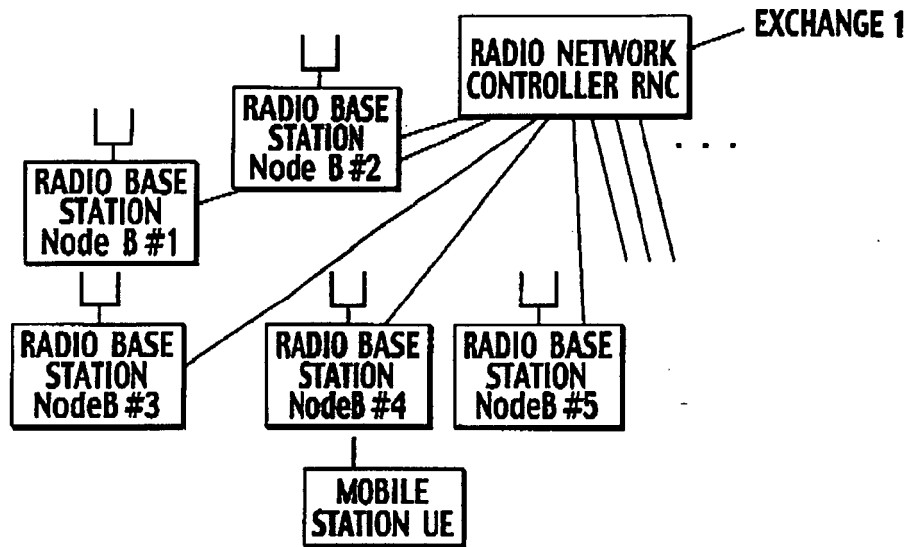 EXCHANGE 1
RADIO NETWORK
CONTROLLER RNC
RADIO BASE
STATION
Node B #2
RADIO BASE
STATION
Node B #1
. . .
RADIO BASE
STATION
NodeB #3
RADIO BASE
STATION
NodeB #4
RADIO BASE
STATION
NodeB #5
MOBILE
STATION UE